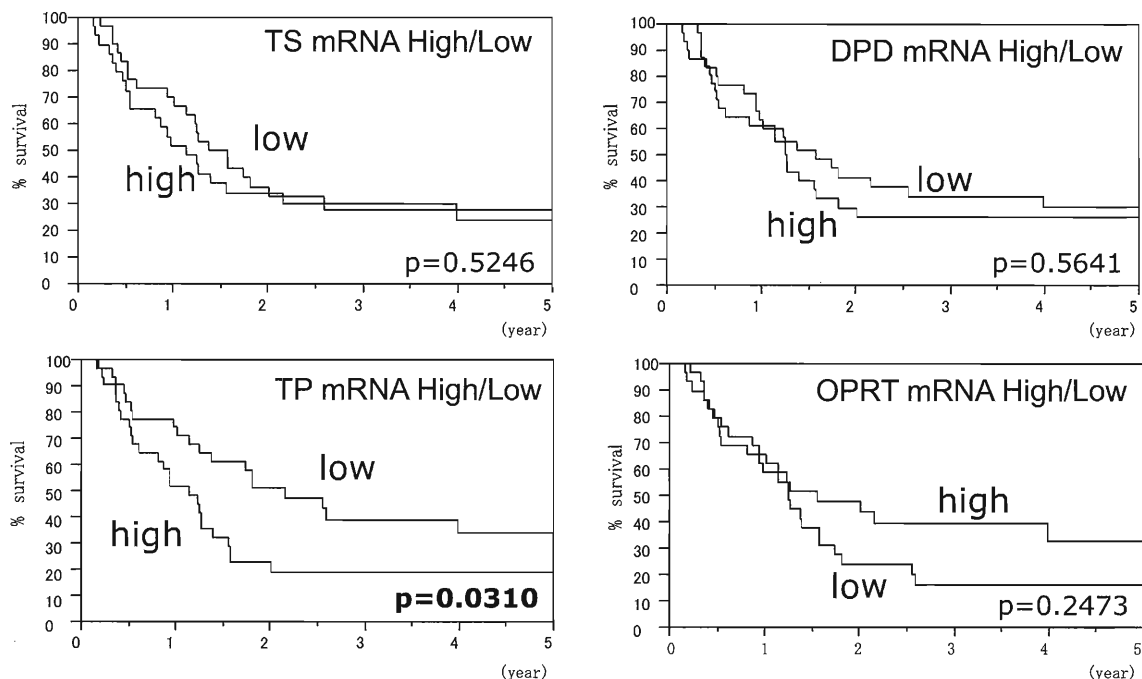 TS mRNA High/Low
% survival
100
90
80
70
60
50
40
30
20
10
0
low
high
p=0.5246
0 1 2 3 4 5
(year)
DPD mRNA High/Low
% survival
100
90
80
70
60
50
40
30
20
10
0
low
high
p=0.5641
0 1 2 3 4 5
(year)
TP mRNA High/Low
% survival
100
90
80
70
60
50
40
30
20
10
0
low
high
p=0.0310
0 1 2 3 4 5
(year)
OPRT mRNA High/Low
% survival
100
90
80
70
60
50
40
30
20
10
0
high
low
p=0.2473
0 1 2 3 4 5
(year)